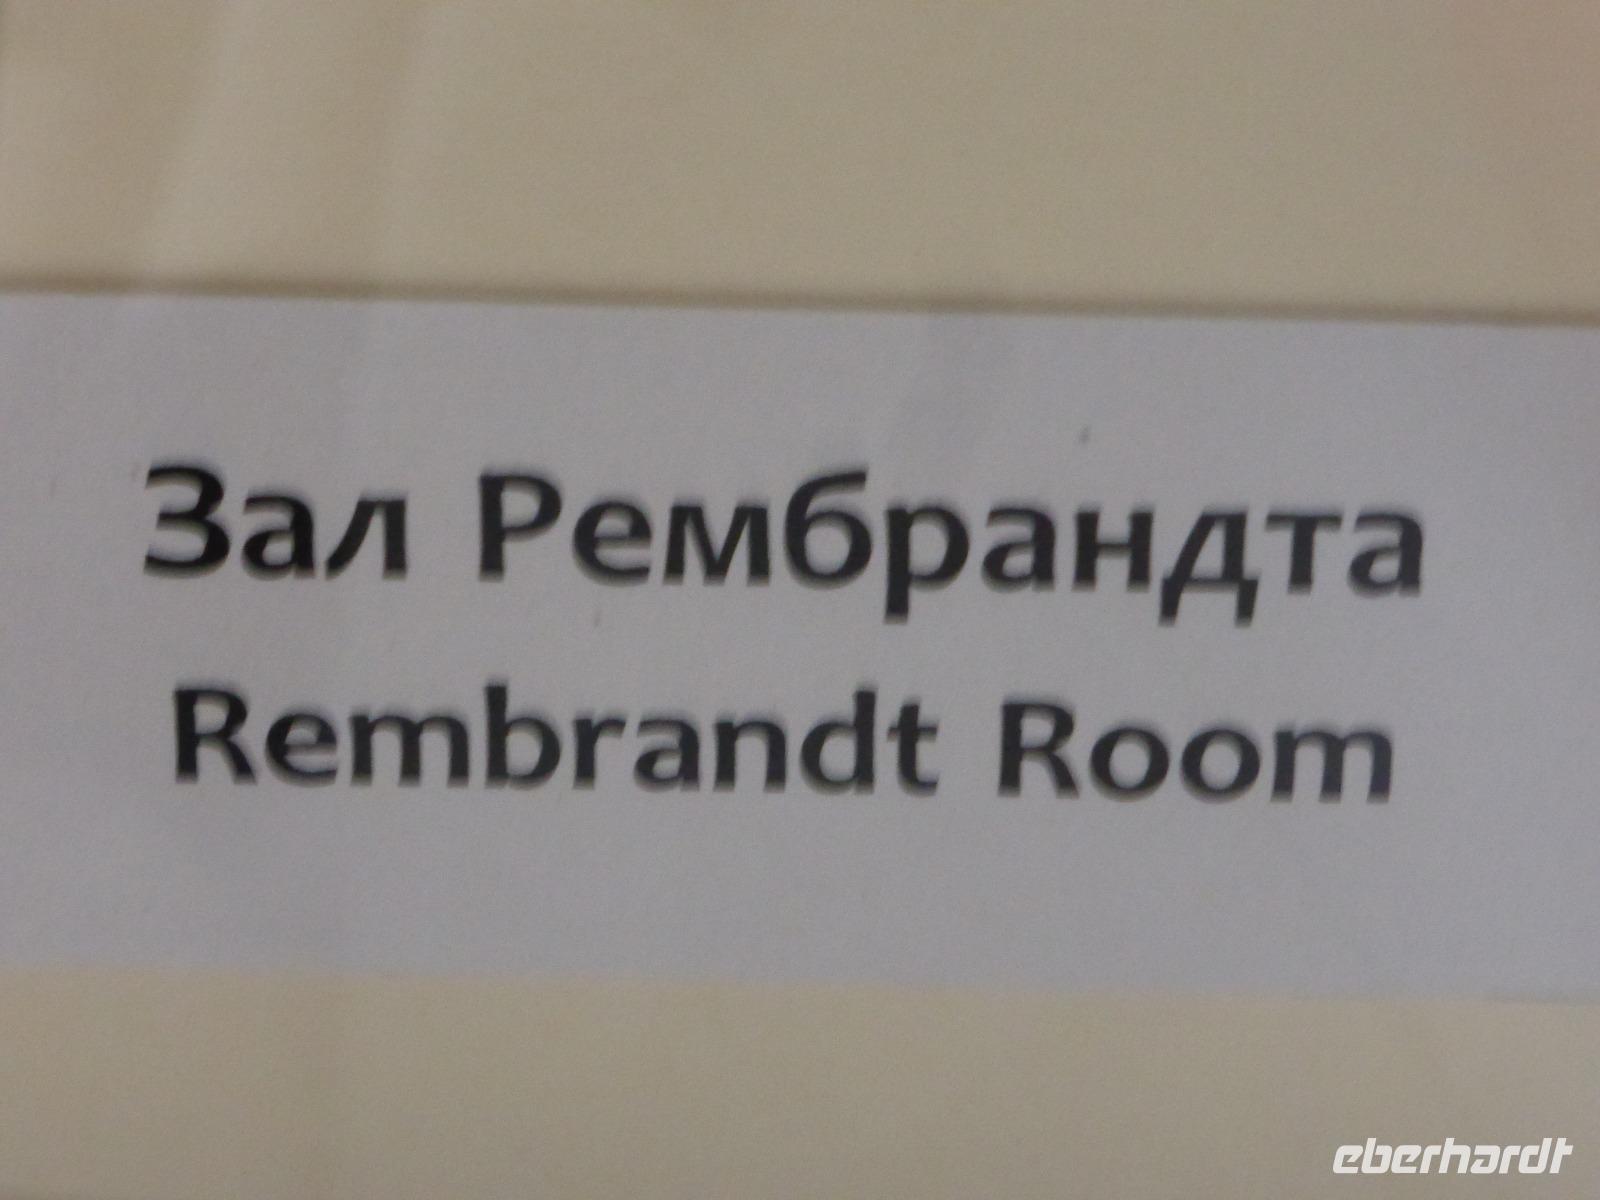 Зал Рембрандта
Rembrandt Room
eberhardt